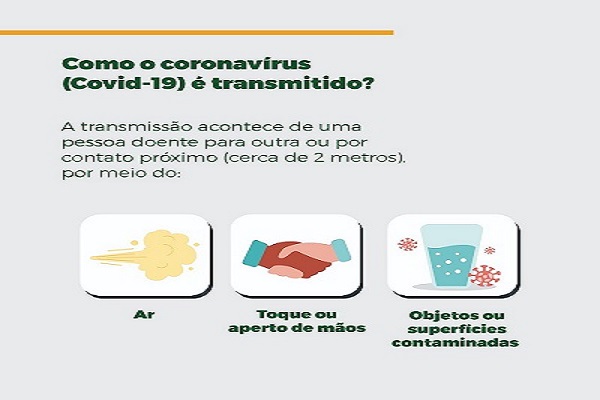 Como o coronavírus
(Covid-19) é transmitido?
A transmissão acontece de uma
pessoa doente para outra ou por
contato próximo (cerca de 2 metros),
por meio do:
Ar
Toque ou
aperto de mãos
Objetos ou
superfícies
contaminadas